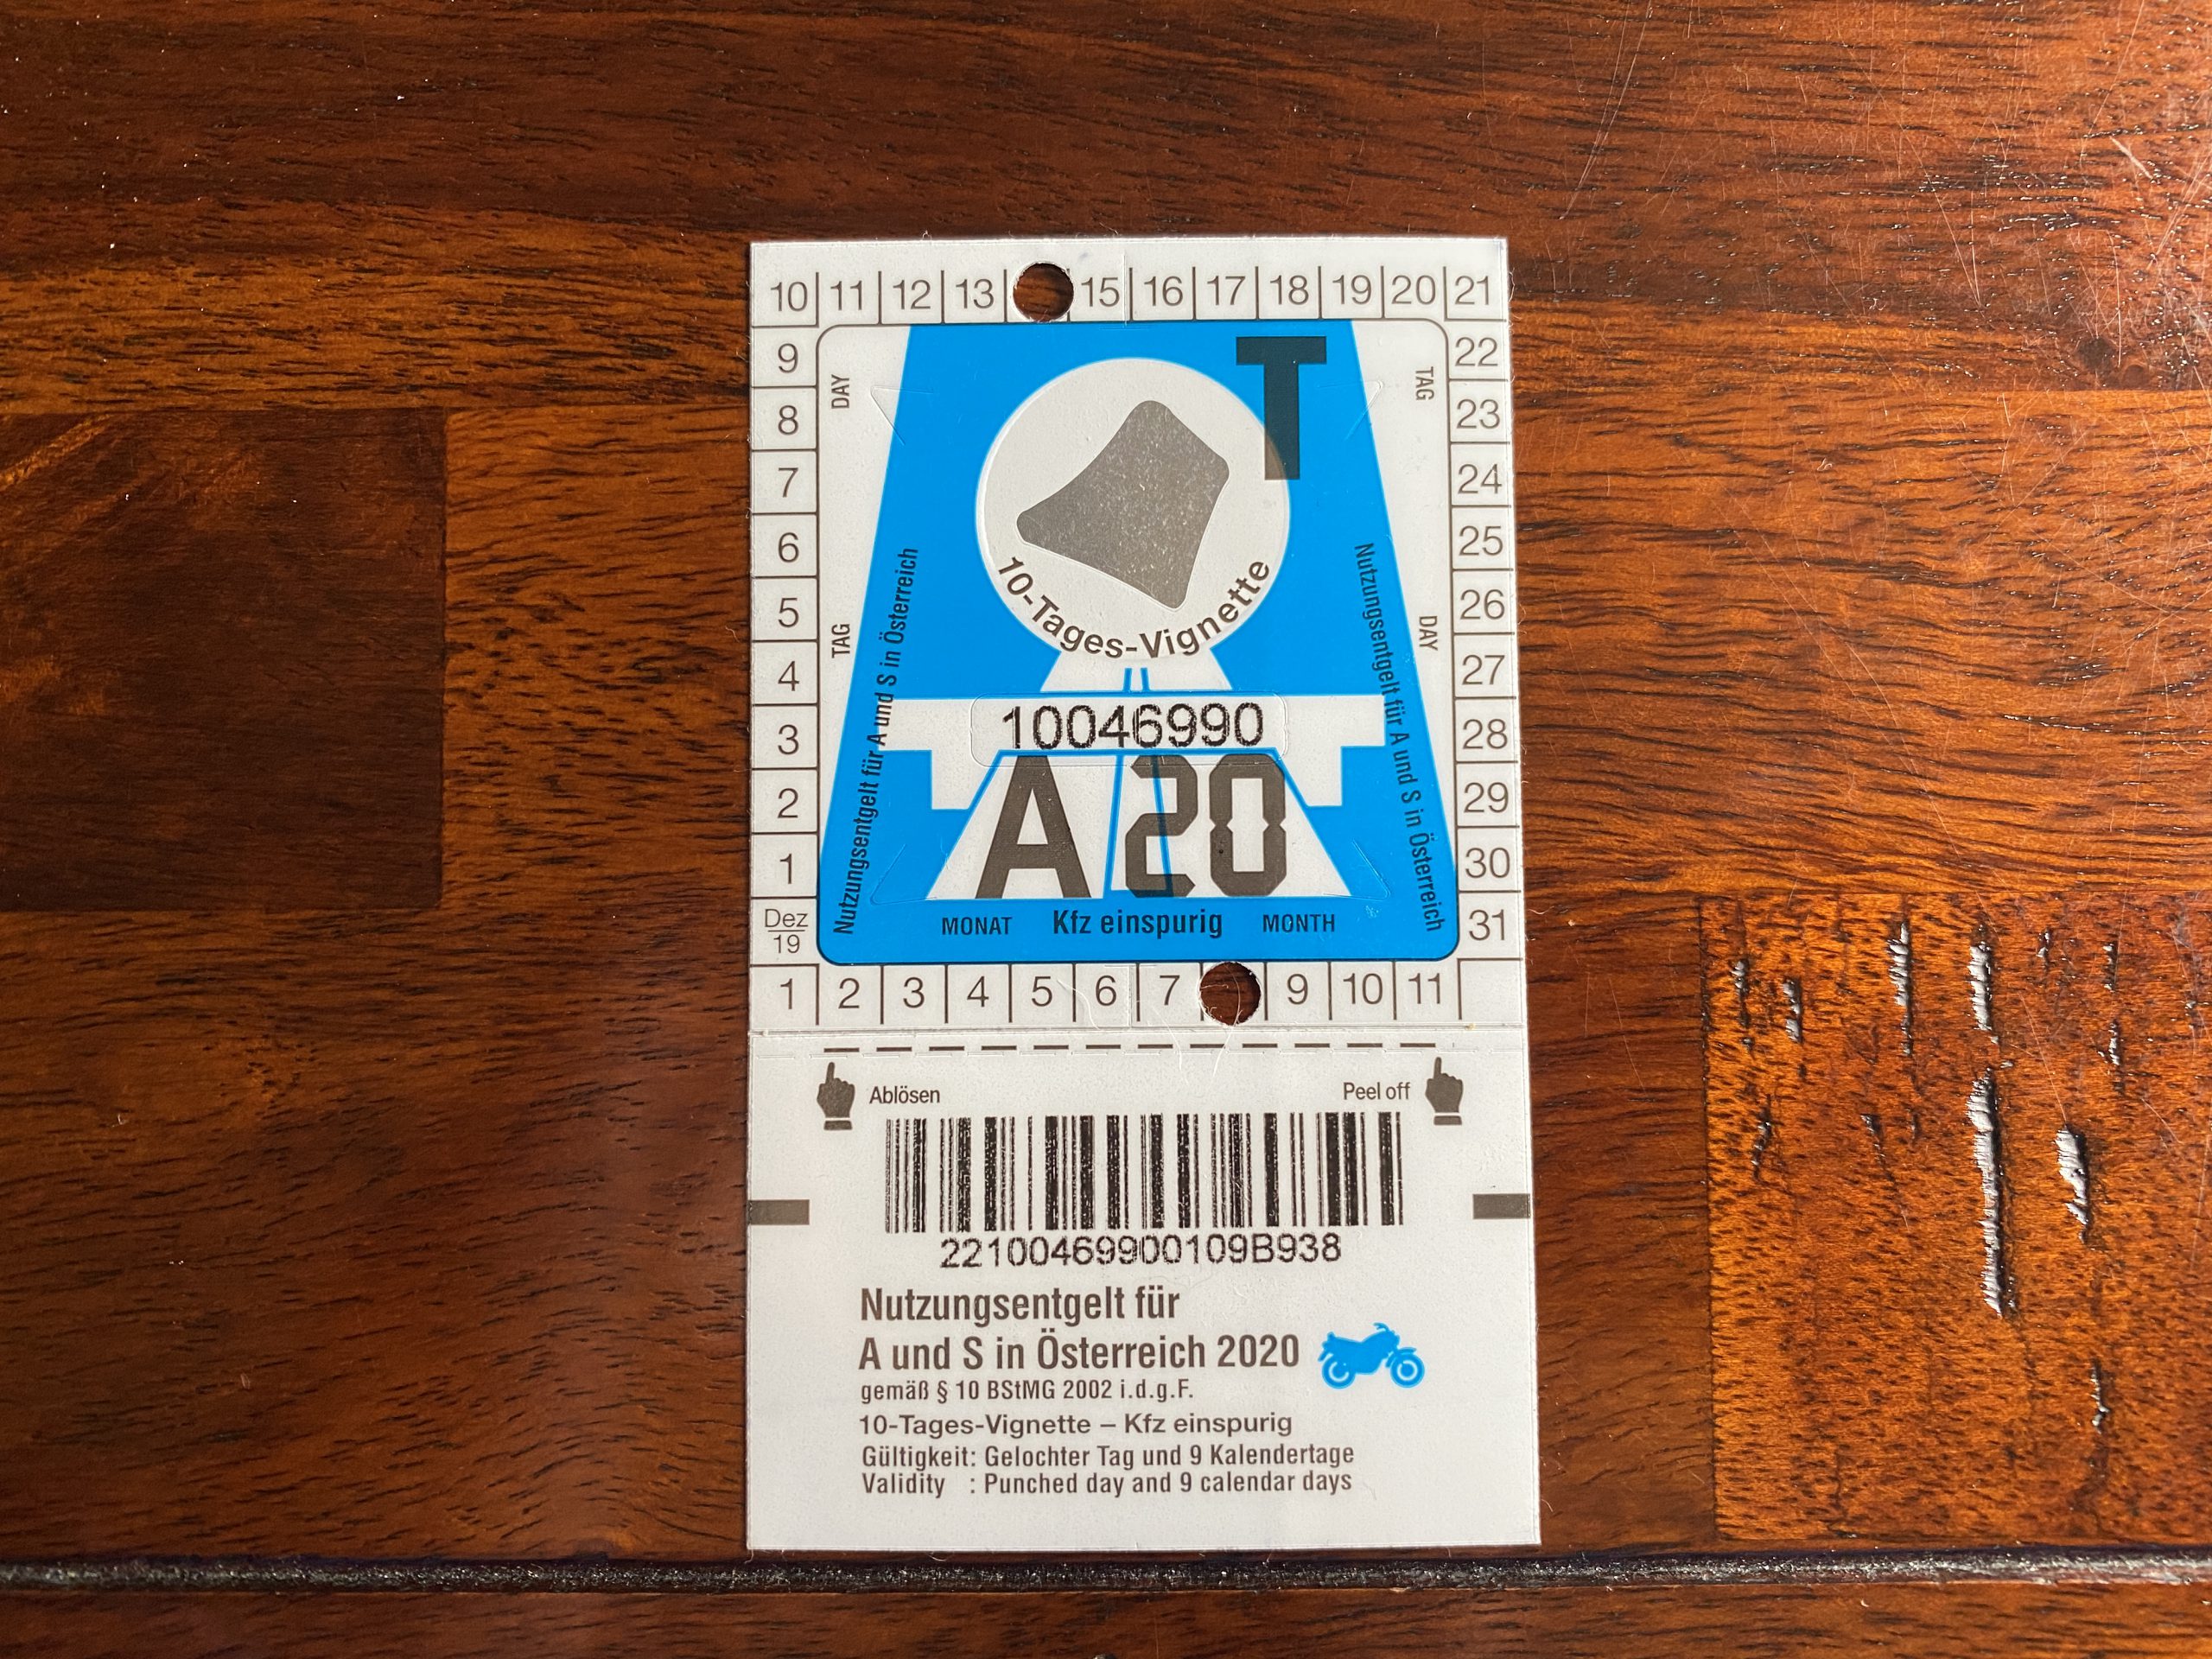 10 11 12 13 15 16 17 18 19 20 21
9 22
8 DAY TAG 23
7 24
6 25
5 26
4 TAG DAY 27
3 28
2 29
1 30
Dez 19 31
1 2 3 4 5 6 7 9 10 11
T
10-Tages-Vignette
Nutzungsentgelt für A und S in Österreich
Nutzungsentgelt für A und S in Österreich
10046990
A 20
MONAT Kfz einspurig MONTH
Ablösen Peel off
22100469900109B938
Nutzungsentgelt für
A und S in Österreich 2020
gemäß § 10 BStMG 2002 i.d.g.F.
10-Tages-Vignette – Kfz einspurig
Gültigkeit: Gelochter Tag und 9 Kalendertage
Validity : Punched day and 9 calendar days